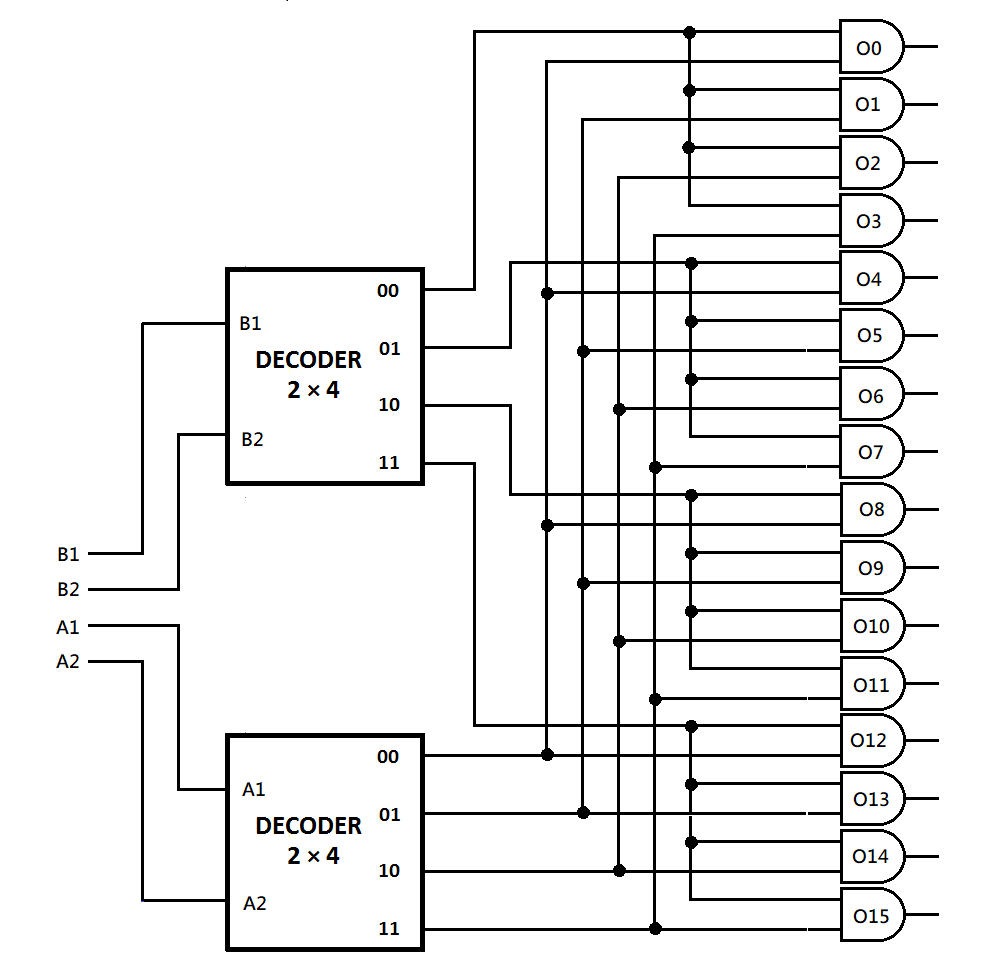 O0
O1
O2
O3
O4
O5
O6
O7
O8
O9
O10
O11
O12
O13
O14
O15
00
B1
01
DECODER
2 × 4
10
B2
11
B1
B2
A1
A2
00
A1
01
DECODER
2 × 4
10
A2
11